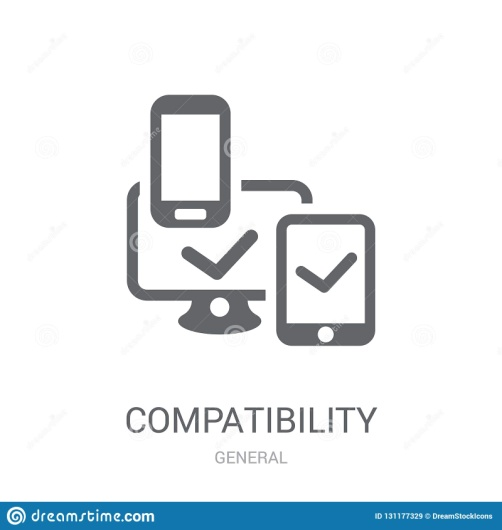 COMPATIBILITY
GENERAL
dreamstime.com
ID 131177329 © DreamStockIcons